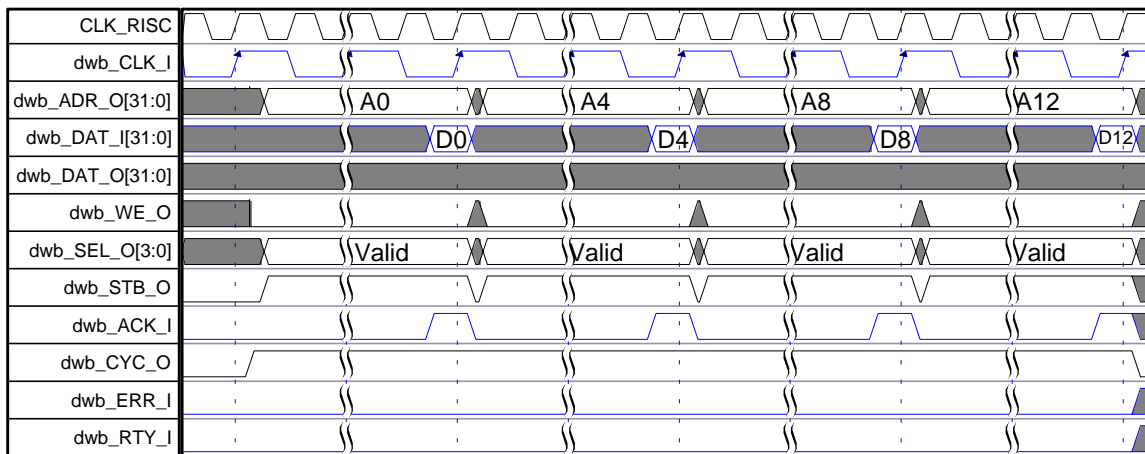 CLK_RISC
dwb_CLK_I
dwb_ADR_O[31:0] A0 A4 A8 A12
dwb_DAT_I[31:0] D0 D4 D8 D12
dwb_DAT_O[31:0]
dwb_WE_O
dwb_SEL_O[3:0] Valid Valid Valid Valid
dwb_STB_O
dwb_ACK_I
dwb_CYC_O
dwb_ERR_I
dwb_RTY_I